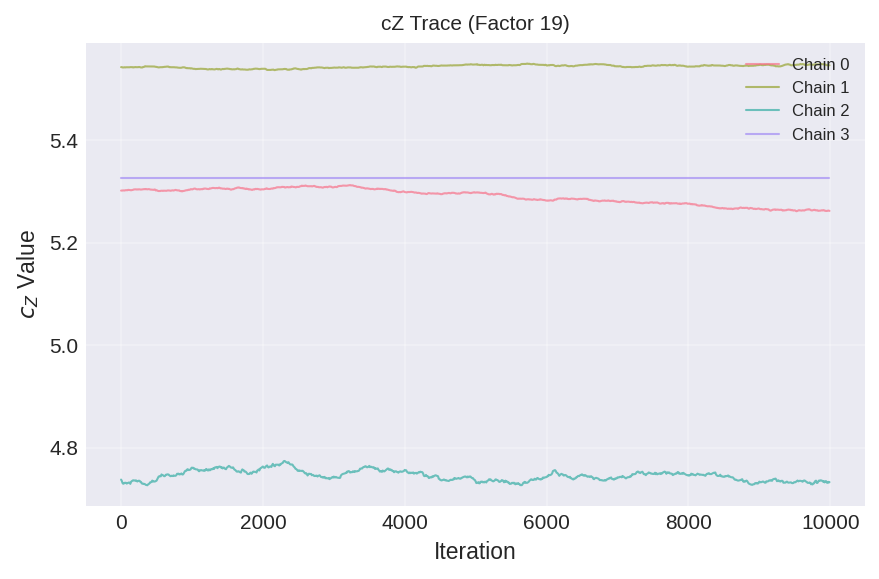 cZ Trace (Factor 19)
Chain 0
Chain 1
Chain 2
Chain 3
5.4
5.2
5.0
4.8
cZ Value
0 2000 4000 6000 8000 10000
Iteration